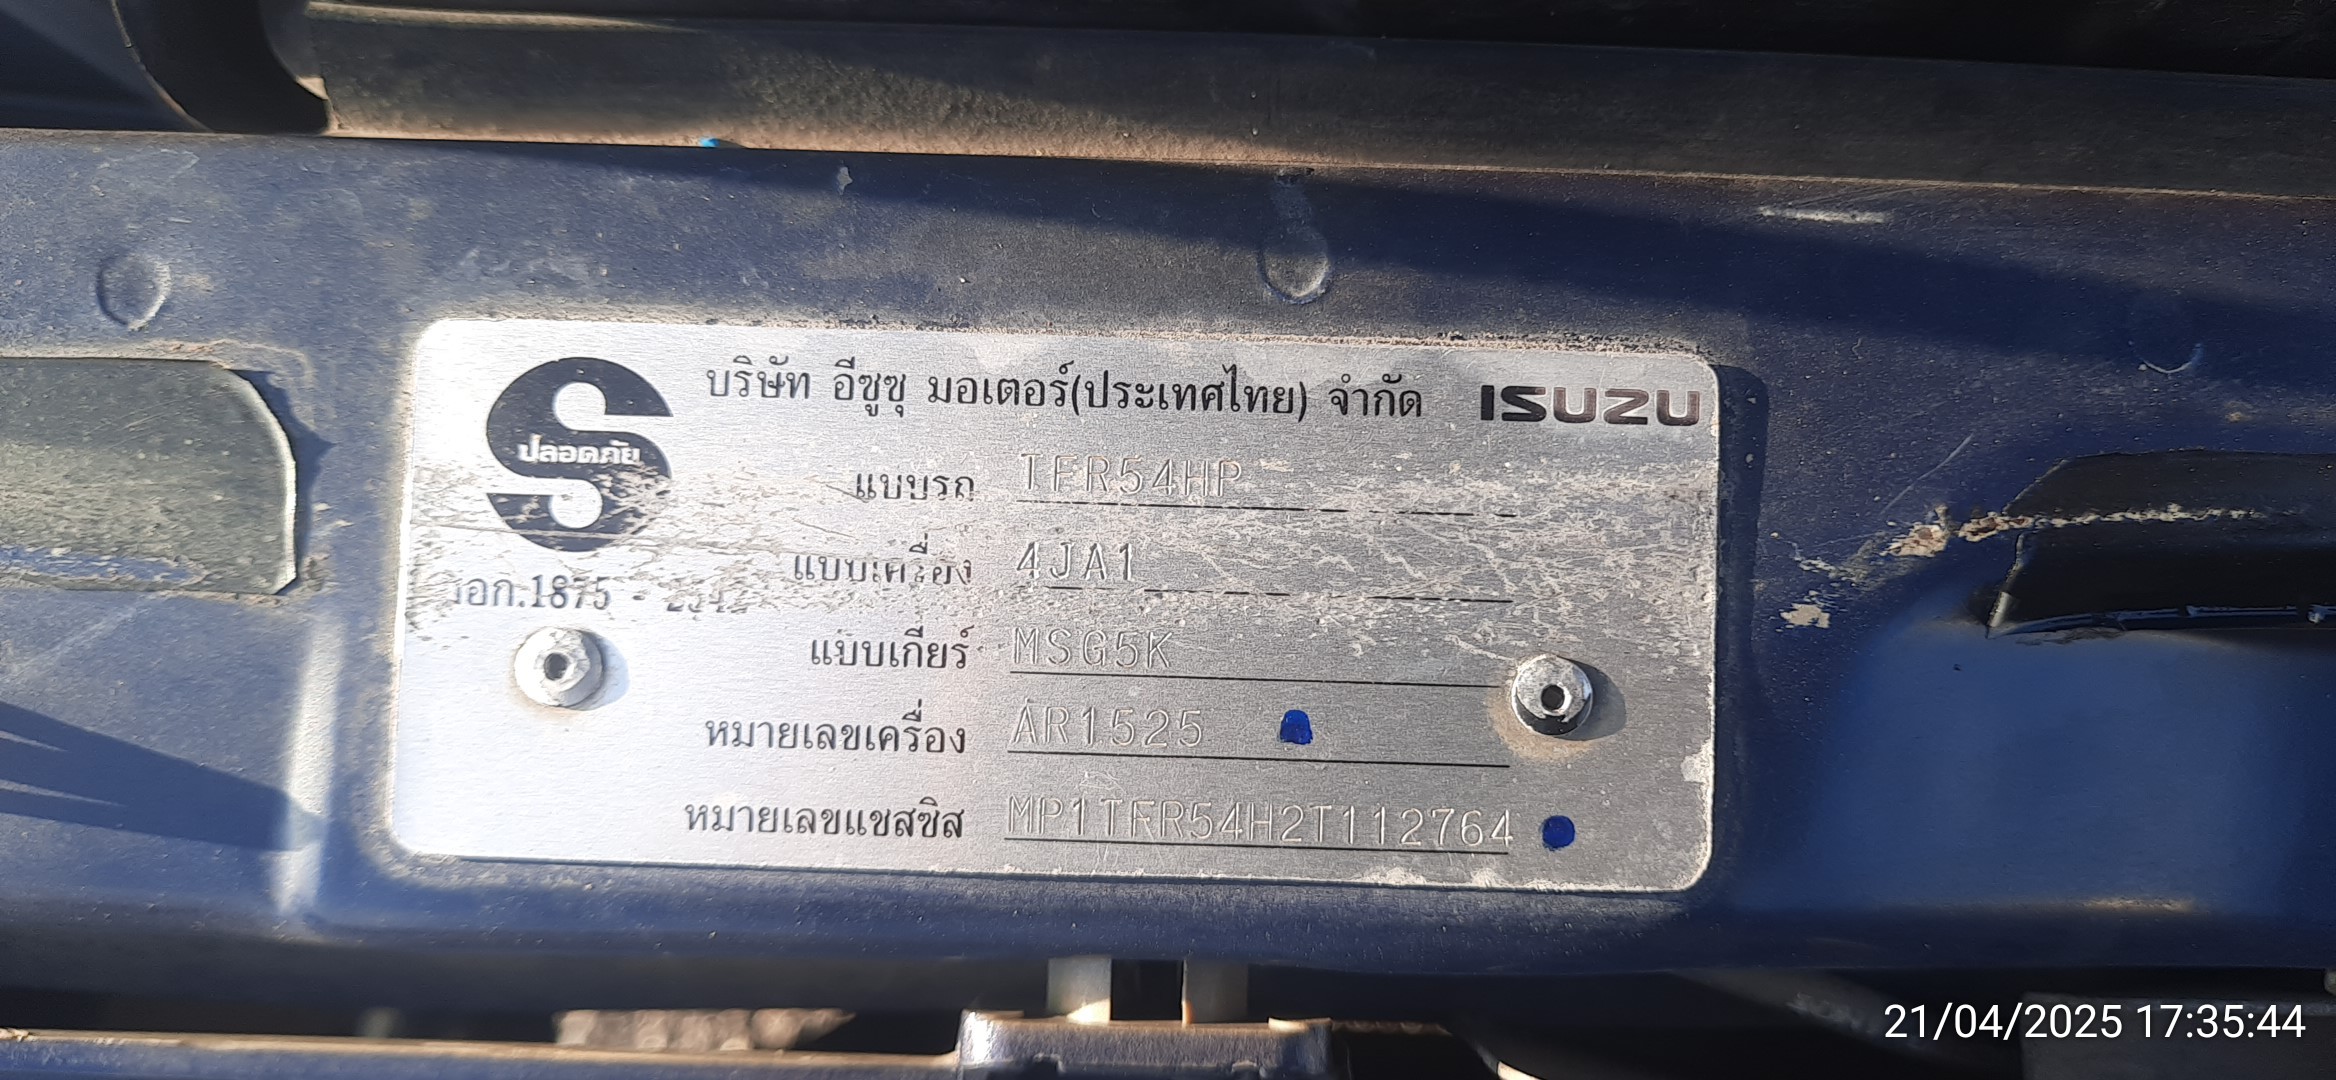 บริษัท อีซูซุ มอเตอร์(ประเทศไทย) จำกัด ISUZU
ปลอดภัย
แบบรถ TFR54HP
แบบเครื่อง 4JA1
มอก.1875
แบบเกียร์ MSG5K
หมายเลขเครื่อง AR1525
หมายเลขแชสซิส MP1TFR54H2T112764
21/04/2025 17:35:44